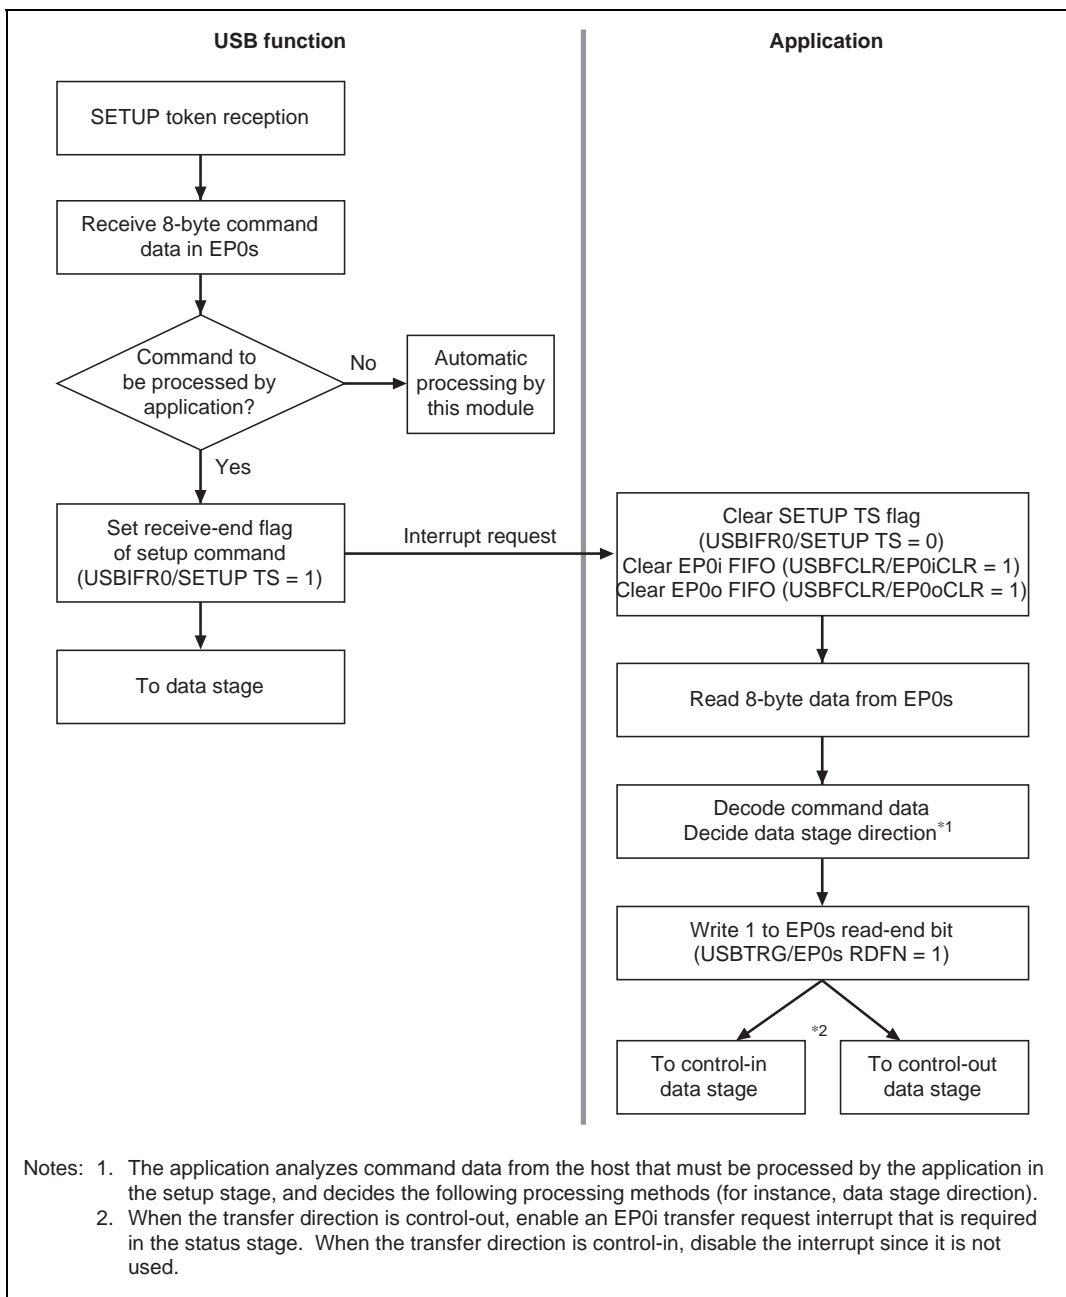 USB function
Application
SETUP token reception
Receive 8-byte command
data in EP0s
Command to
be processed by
application?
No
Automatic
processing by
this module
Yes
Set receive-end flag
of setup command
(USBIFR0/SETUP TS = 1)
Interrupt request
Clear SETUP TS flag
(USBIFR0/SETUP TS = 0)
Clear EP0i FIFO (USBFCLR/EP0iCLR = 1)
Clear EP0o FIFO (USBFCLR/EP0oCLR = 1)
To data stage
Read 8-byte data from EP0s
Decode command data
Decide data stage direction*1
Write 1 to EP0s read-end bit
(USBTRG/EP0s RDFN = 1)
*2
To control-in
data stage
To control-out
data stage
Notes: 1. The application analyzes command data from the host that must be processed by the application in
the setup stage, and decides the following processing methods (for instance, data stage direction).
2. When the transfer direction is control-out, enable an EP0i transfer request interrupt that is required
in the status stage. When the transfer direction is control-in, disable the interrupt since it is not
used.